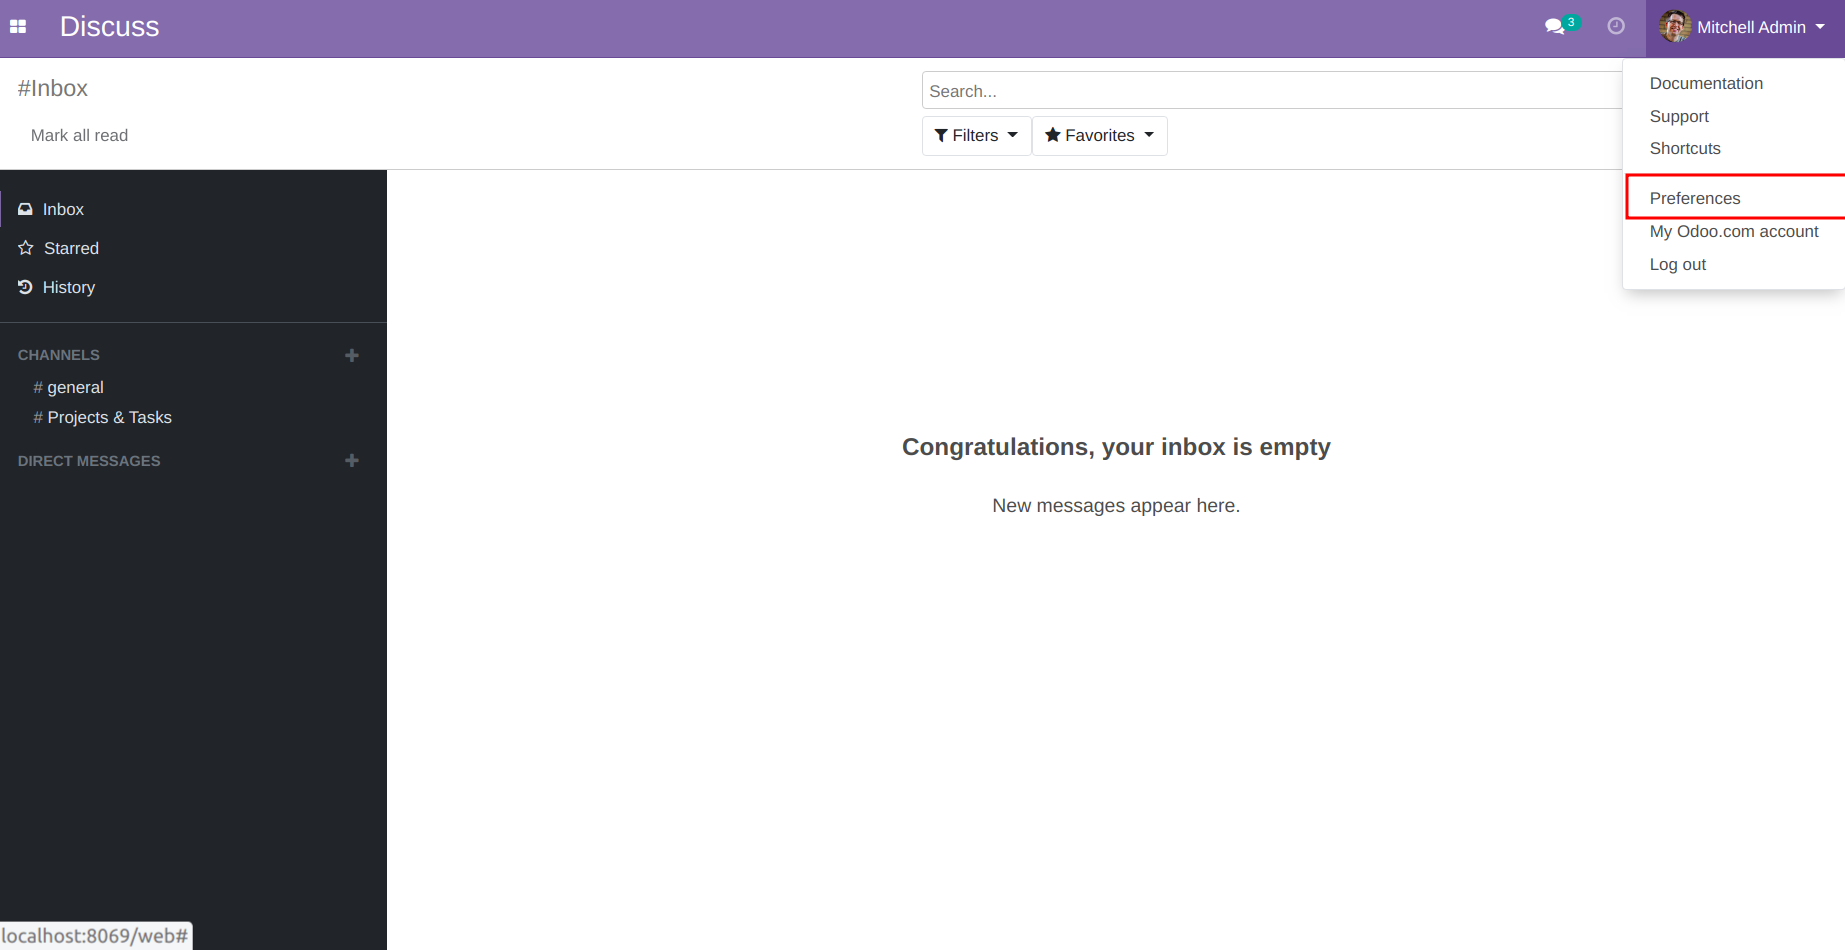 Discuss
3
Mitchell Admin
#Inbox
Search...
Mark all read
Filters
Favorites
Documentation
Support
Shortcuts
Preferences
My Odoo.com account
Log out
Inbox
Starred
History
CHANNELS
# general
# Projects & Tasks
DIRECT MESSAGES
Congratulations, your inbox is empty
New messages appear here.
localhost:8069/web#